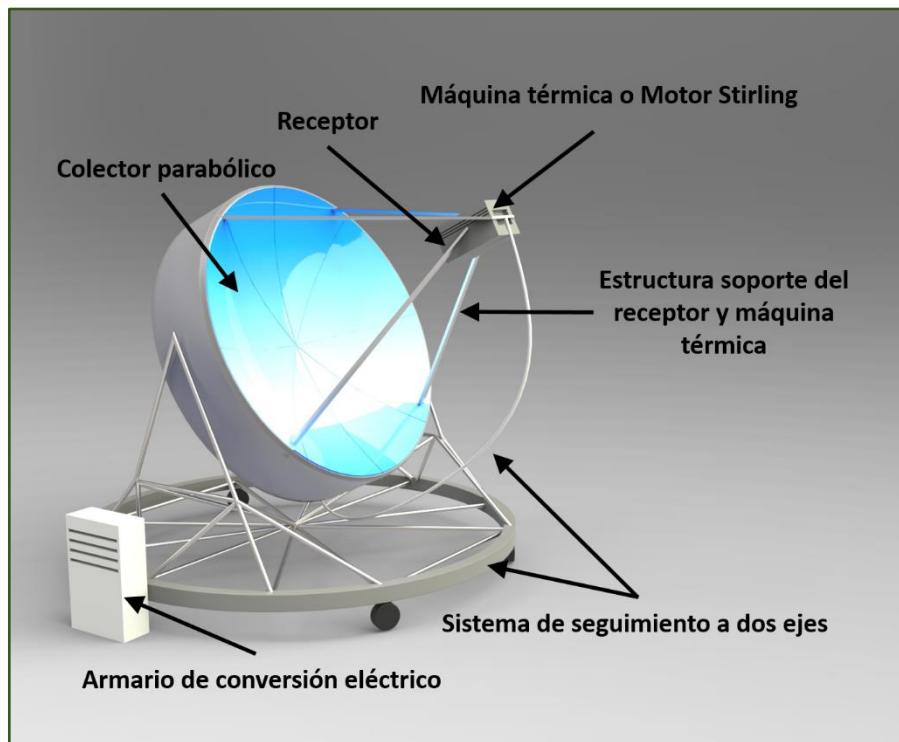 Máquina térmica o Motor Stirling
Receptor
Colector parabólico
Estructura soporte del
receptor y máquina
térmica
Sistema de seguimiento a dos ejes
Armario de conversión eléctrico